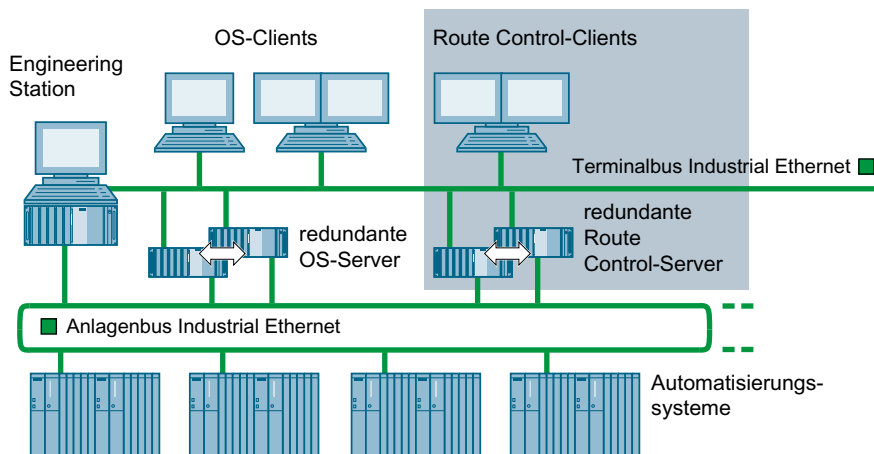 OS-Clients
Route Control-Clients
Engineering
Station
Terminalbus Industrial Ethernet
redundante
OS-Server
redundante
Route
Control-Server
Anlagenbus Industrial Ethernet
Automatisierungs-
systeme